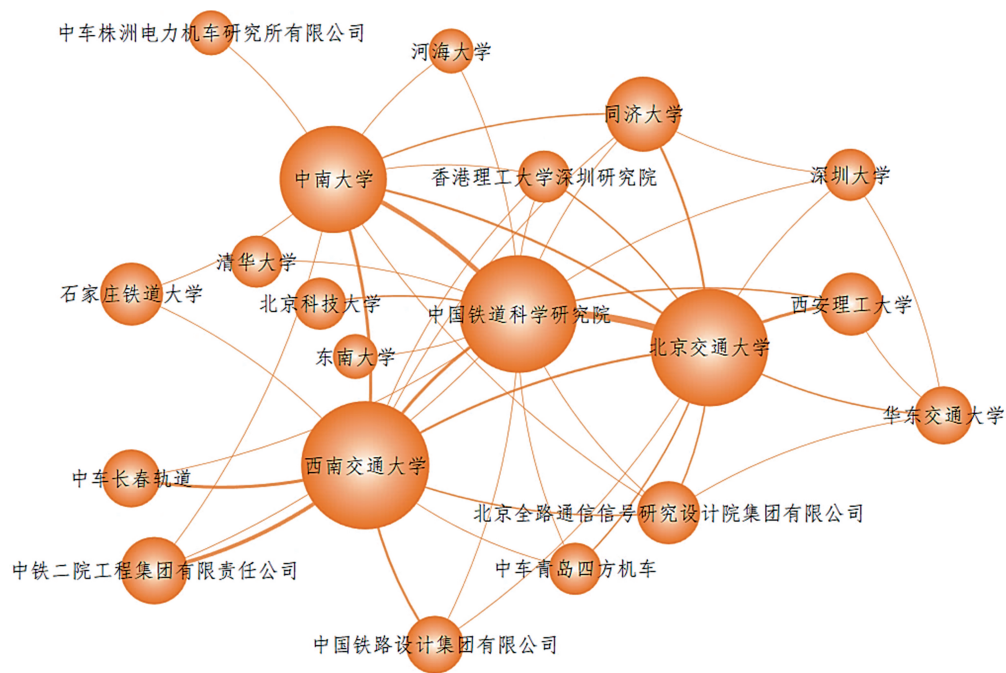 中车株洲电力机车研究所有限公司
河海大学
同济大学
中南大学
香港理工大学深圳研究院
深圳大学
清华大学
石家庄铁道大学
北京科技大学
中国铁道科学研究院
西安理工大学
北京交通大学
东南大学
华东交通大学
西南交通大学
中车长春轨道
北京全路通信信号研究设计院集团有限公司
中铁二院工程集团有限责任公司
中车青岛四方机车
中国铁路设计集团有限公司